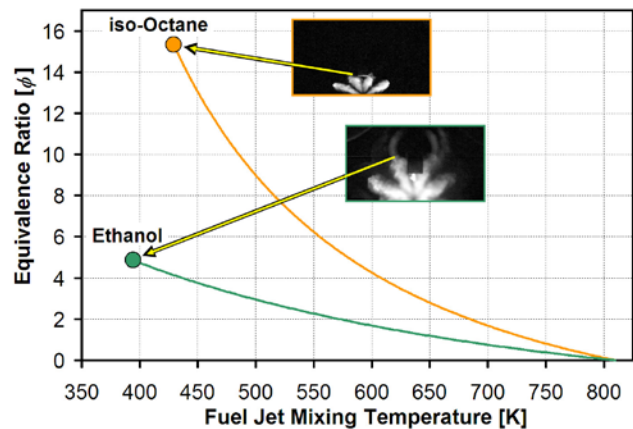 iso-Octane
Ethanol
Equivalence Ratio [ϕ]
16
14
12
10
8
6
4
2
0
350 400 450 500 550 600 650 700 750 800
Fuel Jet Mixing Temperature [K]